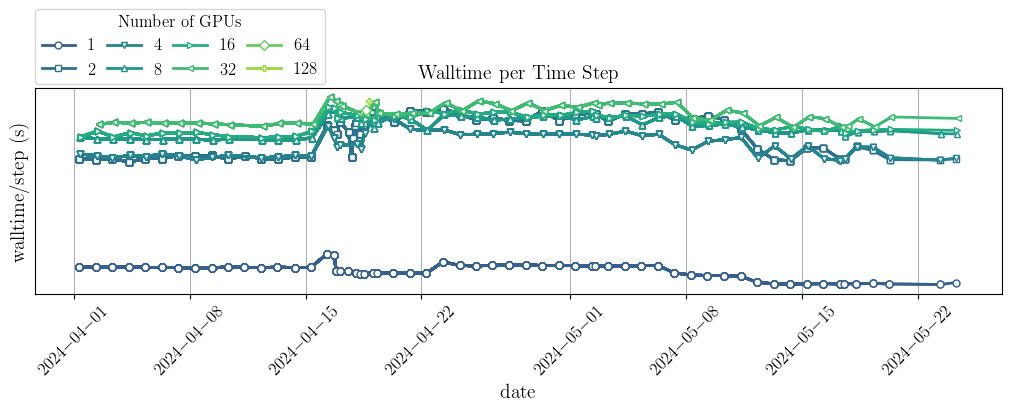 Number of GPUs
1 4 16 64
2 8 32 128
Walltime per Time Step
walltime/step (s)
2024−04−01 2024−04−08 2024−04−15 2024−04−22 2024−05−01 2024−05−08 2024−05−15 2024−05−22
date